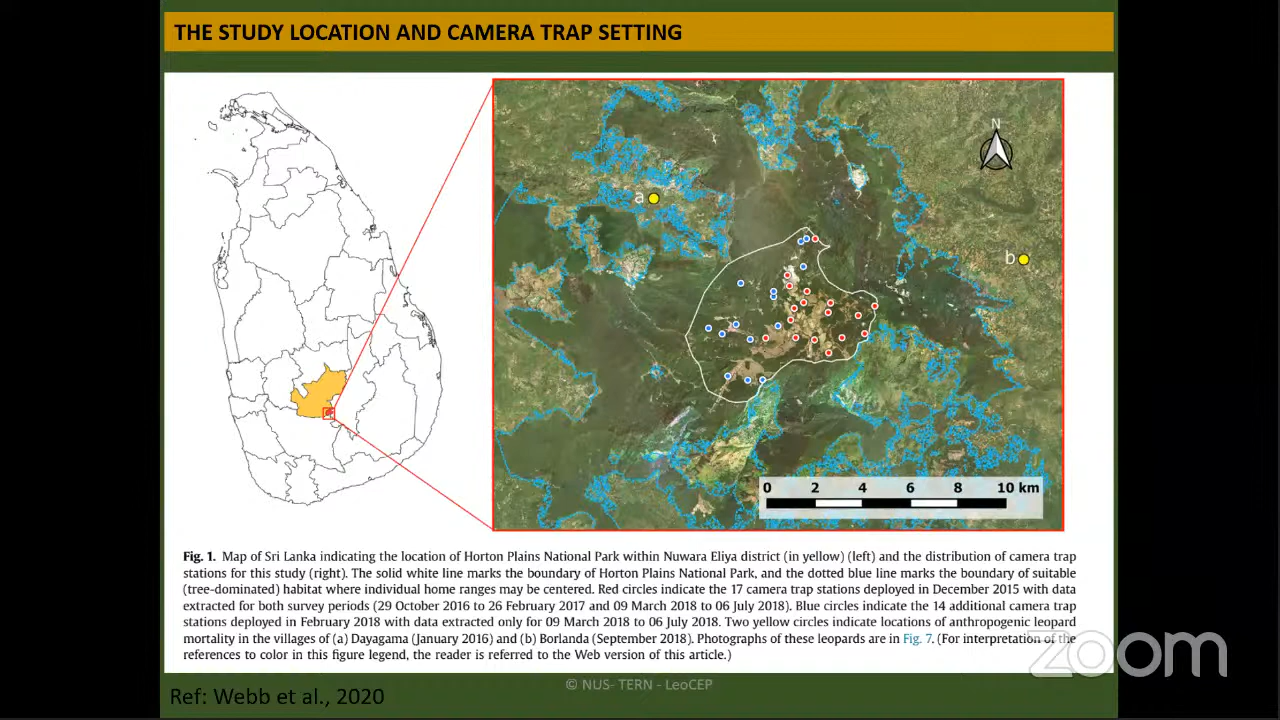 THE STUDY LOCATION AND CAMERA TRAP SETTING
N
a
b
0 2 4 6 8 10 km
Fig. 1. Map of Sri Lanka indicating the location of Horton Plains National Park within Nuwara Eliya district (in yellow) (left) and the distribution of camera trap
stations for this study (right). The solid white line marks the boundary of Horton Plains National Park, and the dotted blue line marks the boundary of suitable
(tree-dominated) habitat where individual home ranges may be centered. Red circles indicate the 17 camera trap stations deployed in December 2015 with data
extracted for both survey periods (29 October 2016 to 26 February 2017 and 09 March 2018 to 06 July 2018). Blue circles indicate the 14 additional camera trap
stations deployed in February 2018 with data extracted only for 09 March 2018 to 06 July 2018. Two yellow circles indicate locations of anthropogenic leopard
mortality in the villages of (a) Dayagama (January 2016) and (b) Borlanda (September 2018). Photographs of these leopards are in Fig. 7. (For interpretation of the
references to color in this figure legend, the reader is referred to the Web version of this article.)
zoom
© NUS- TERN - LeoCEP
Ref: Webb et al., 2020